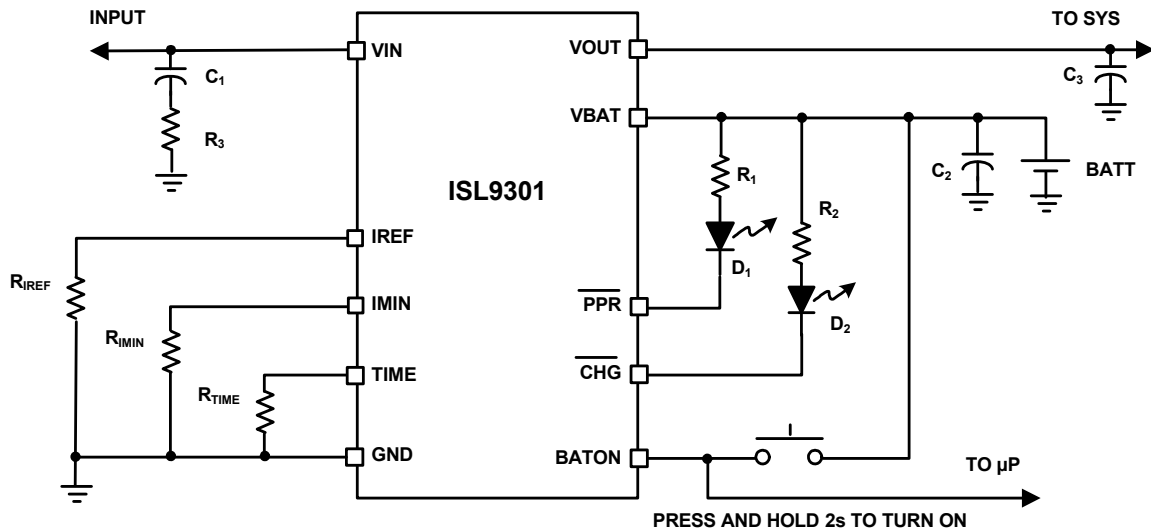 INPUT
TO SYS
VIN
VOUT
C1
C3
VBAT
R3
R1
C2
BATT
ISL9301
R2
IREF
D1
RIREF
IMIN
PPR
D2
RIMIN
TIME
CHG
RTIME
GND
BATON
TO µP
PRESS AND HOLD 2s TO TURN ON